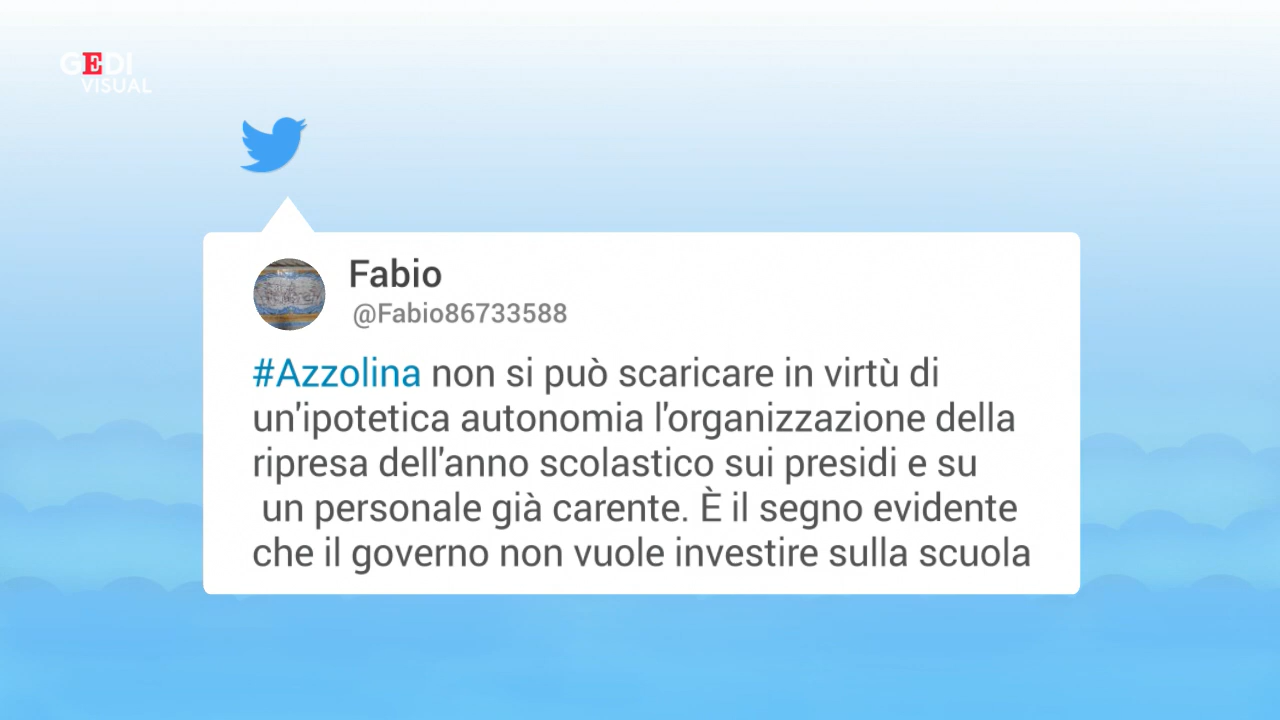 GEDI
VISUAL
Fabio
@Fabio86733588
#Azzolina non si può scaricare in virtù di
un'ipotetica autonomia l'organizzazione della
ripresa dell'anno scolastico sui presidi e su
un personale già carente. È il segno evidente
che il governo non vuole investire sulla scuola